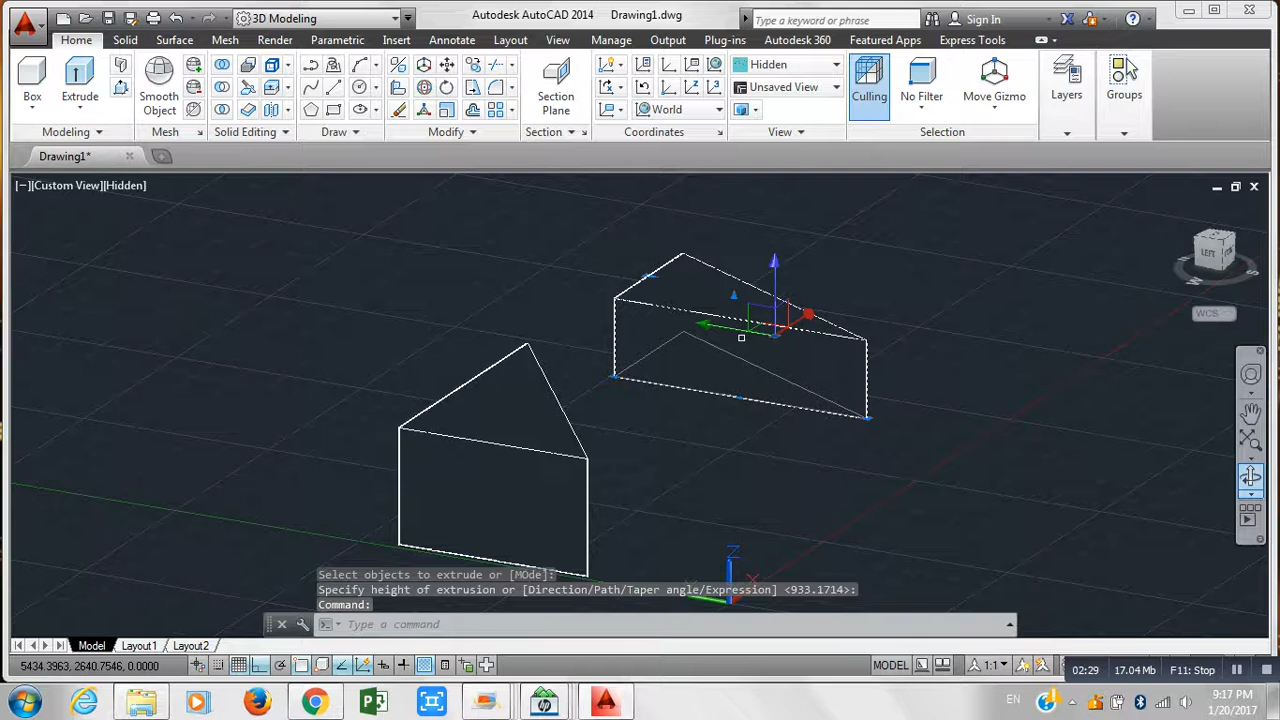 3D Modeling
Autodesk AutoCAD 2014 Drawing1.dwg
Type a keyword or phrase
Sign In
Home Solid Surface Mesh Render Parametric Insert Annotate Layout View Manage Output Plug-ins Autodesk 360 Featured Apps Express Tools
Hidden
Unsaved View
World
Box
Extrude
Smooth Object
Section Plane
Culling
No Filter
Move Gizmo
Layers
Groups
Modeling Mesh Solid Editing Draw Modify Section Coordinates View Selection
Drawing1*
[−][Custom View][Hidden]
LEFT
N
S
WCS
Z
X
Select objects to extrude or [MOde]:
Specify height of extrusion or [Direction/Path/Taper angle/Expression] <933.1714>:
Command:
Type a command
Model Layout1 Layout2
5434.3963, 2640.7546, 0.0000
MODEL
1:1
02:29 17.04 Mb F11: Stop
P
hp
EN
9:17 PM
1/20/2017